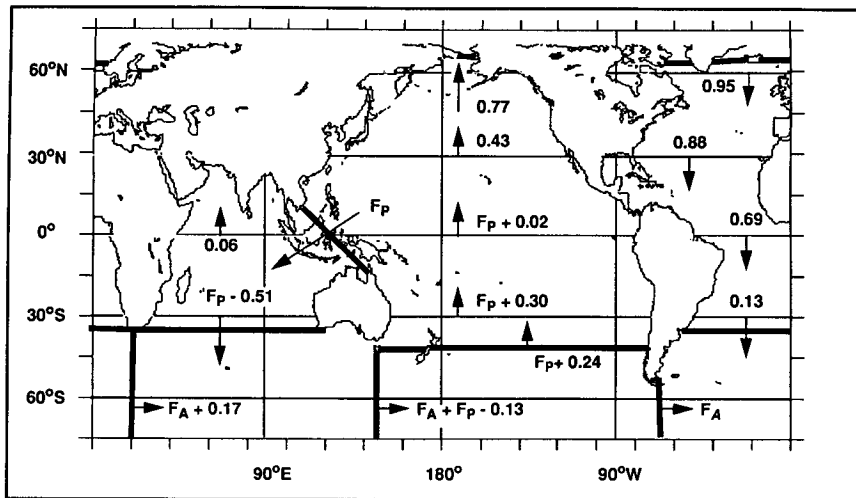 60°N
0.95
0.77
0.43
0.88
30°N
F_P
F_P + 0.02
0.69
0°
0.06
F_P - 0.51
F_P + 0.30
0.13
30°S
F_P+ 0.24
F_A + 0.17
F_A + F_P - 0.13
F_A
60°S
90°E
180°
90°W